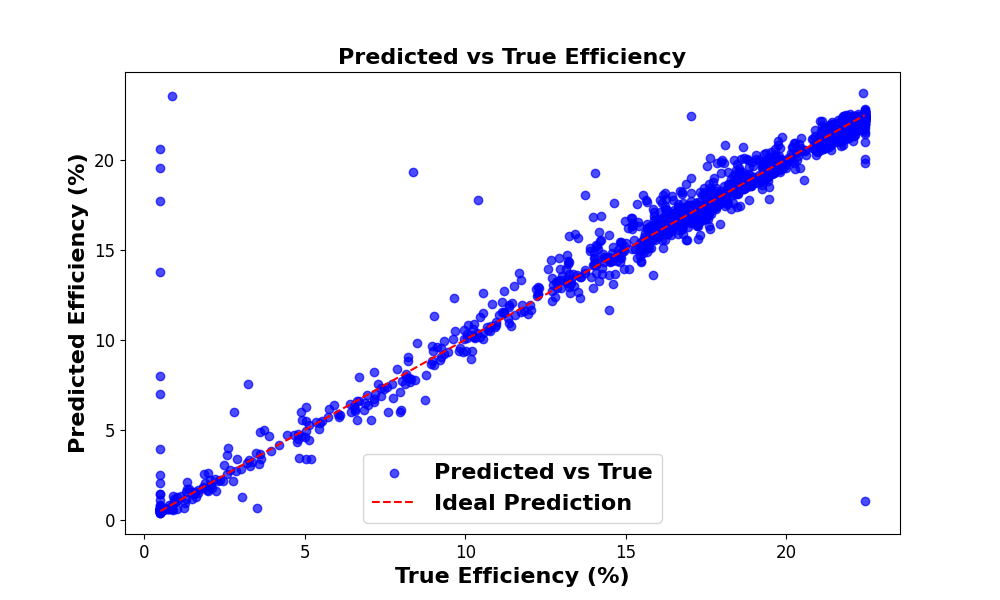 Predicted vs True Efficiency
Predicted Efficiency (%)
20
15
10
5
0
Predicted vs True
Ideal Prediction
0 5 10 15 20
True Efficiency (%)